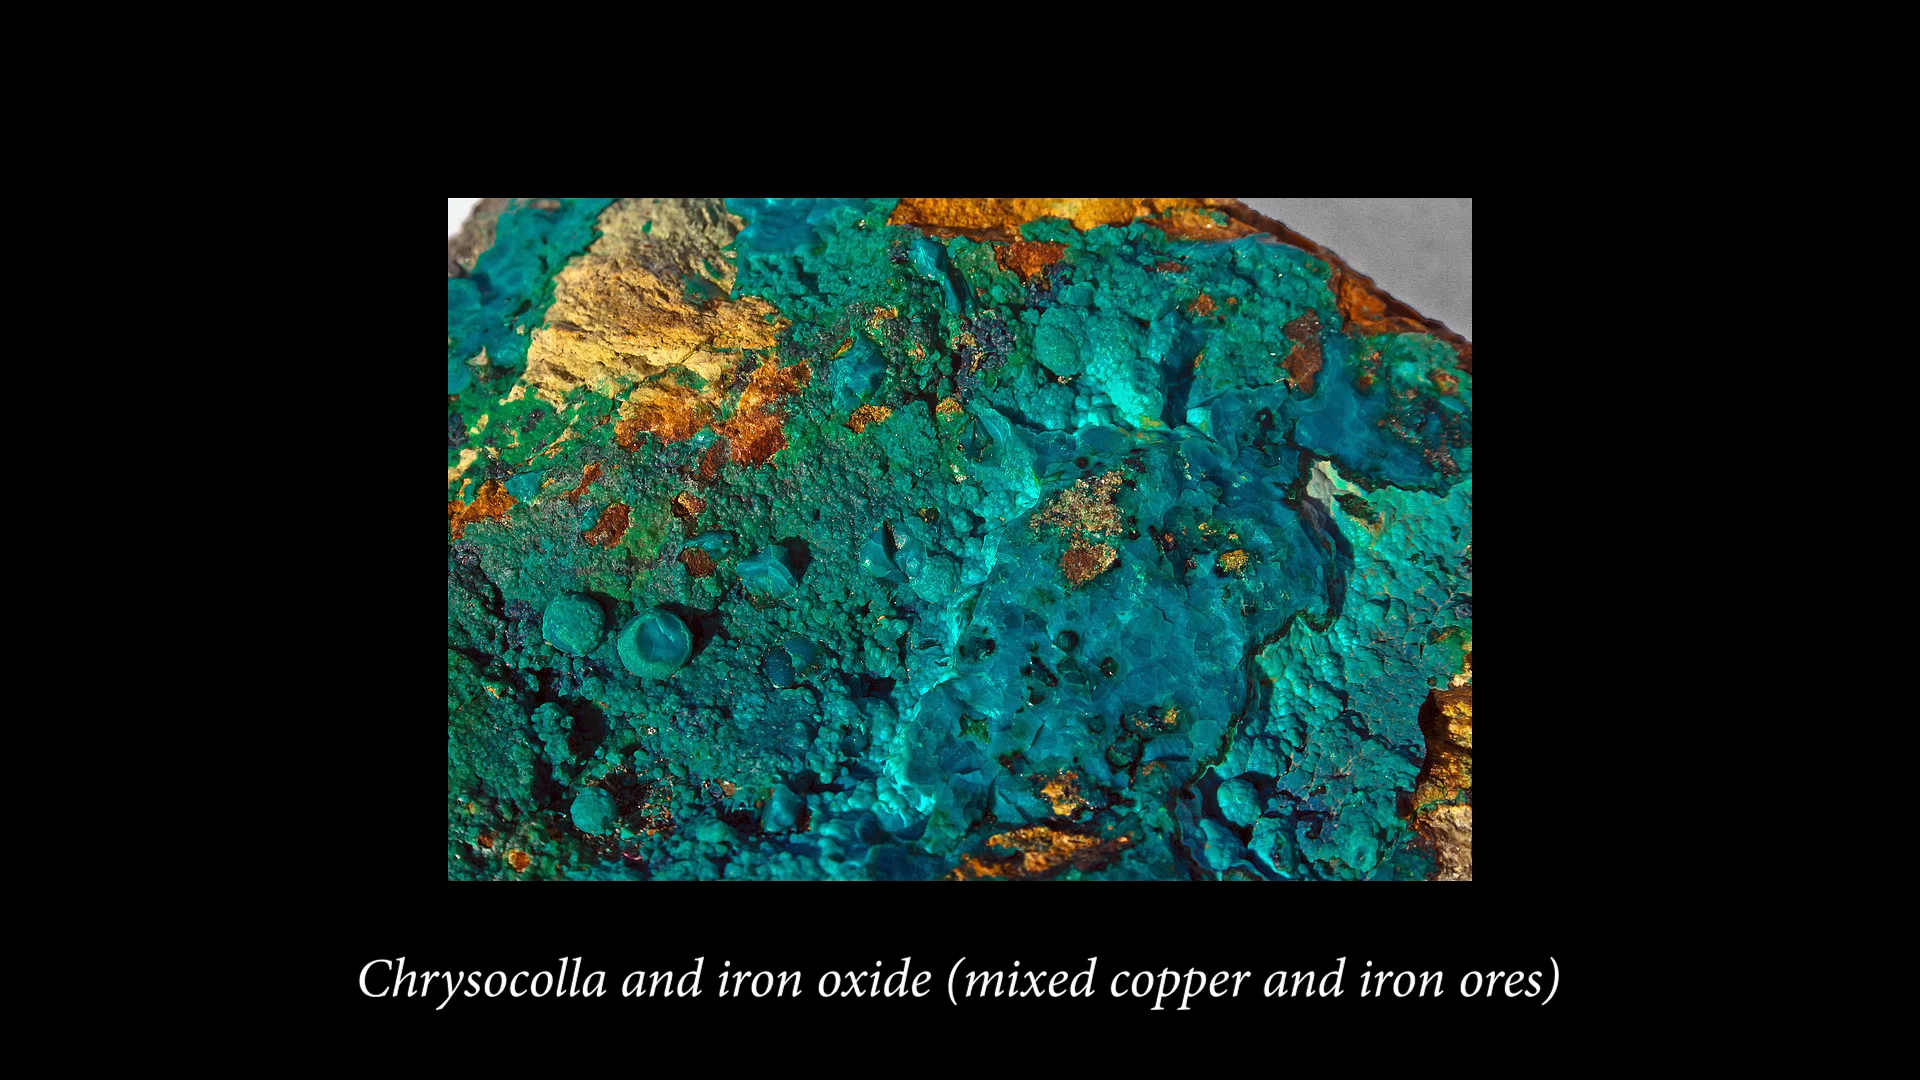 Chrysocolla and iron oxide (mixed copper and iron ores)